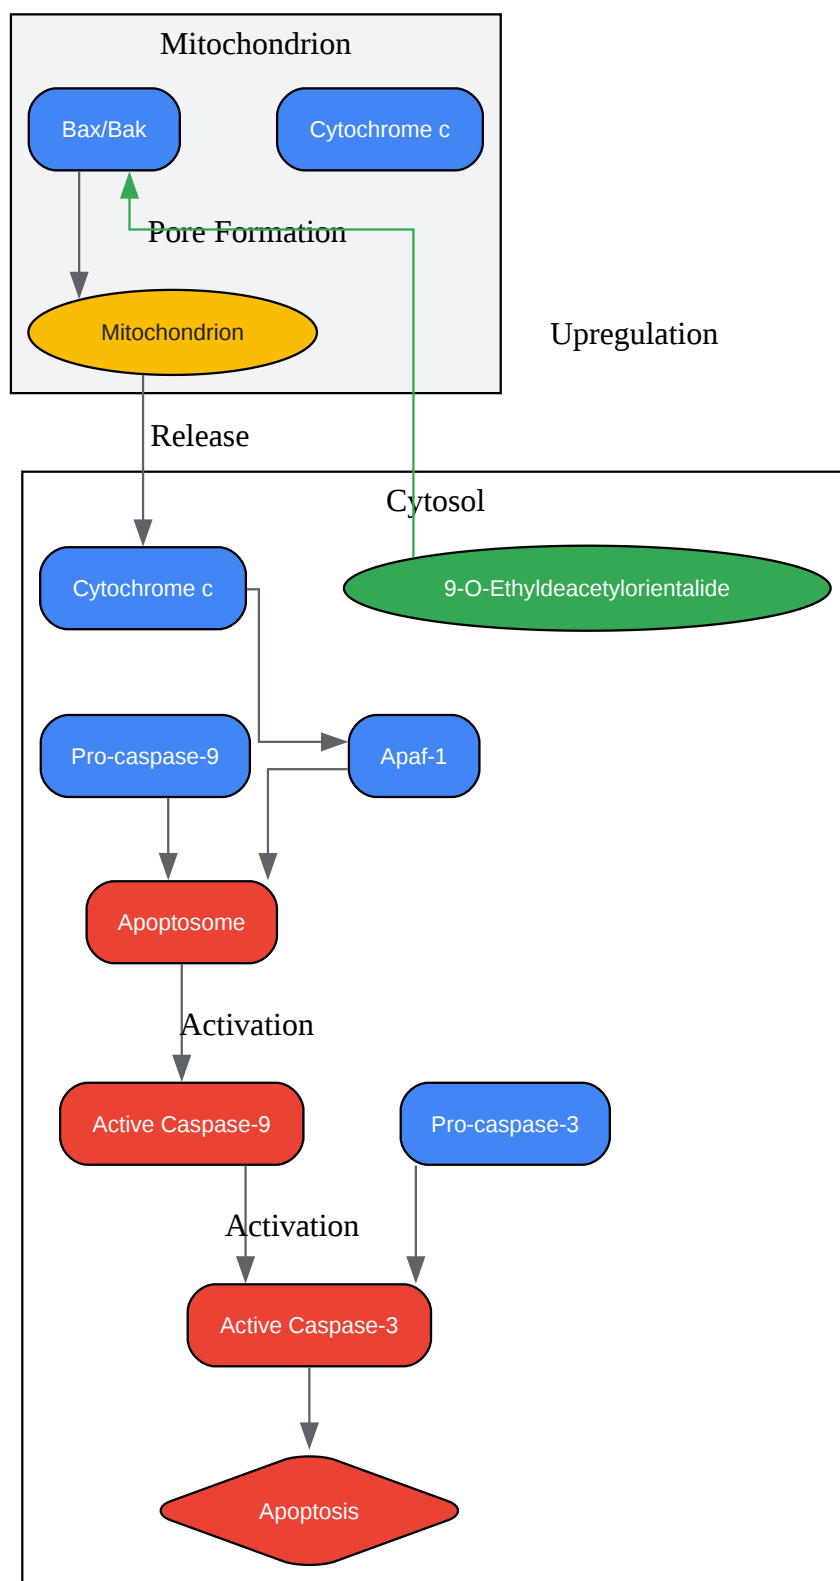 Mitochondrion
Bax/Bak
Cytochrome c
Pore Formation
Mitochondrion
Upregulation
Release
Cytosol
Cytochrome c
9-O-Ethyldeacetylorientalide
Pro-caspase-9
Apaf-1
Apoptosome
Activation
Active Caspase-9
Pro-caspase-3
Activation
Active Caspase-3
Apoptosis